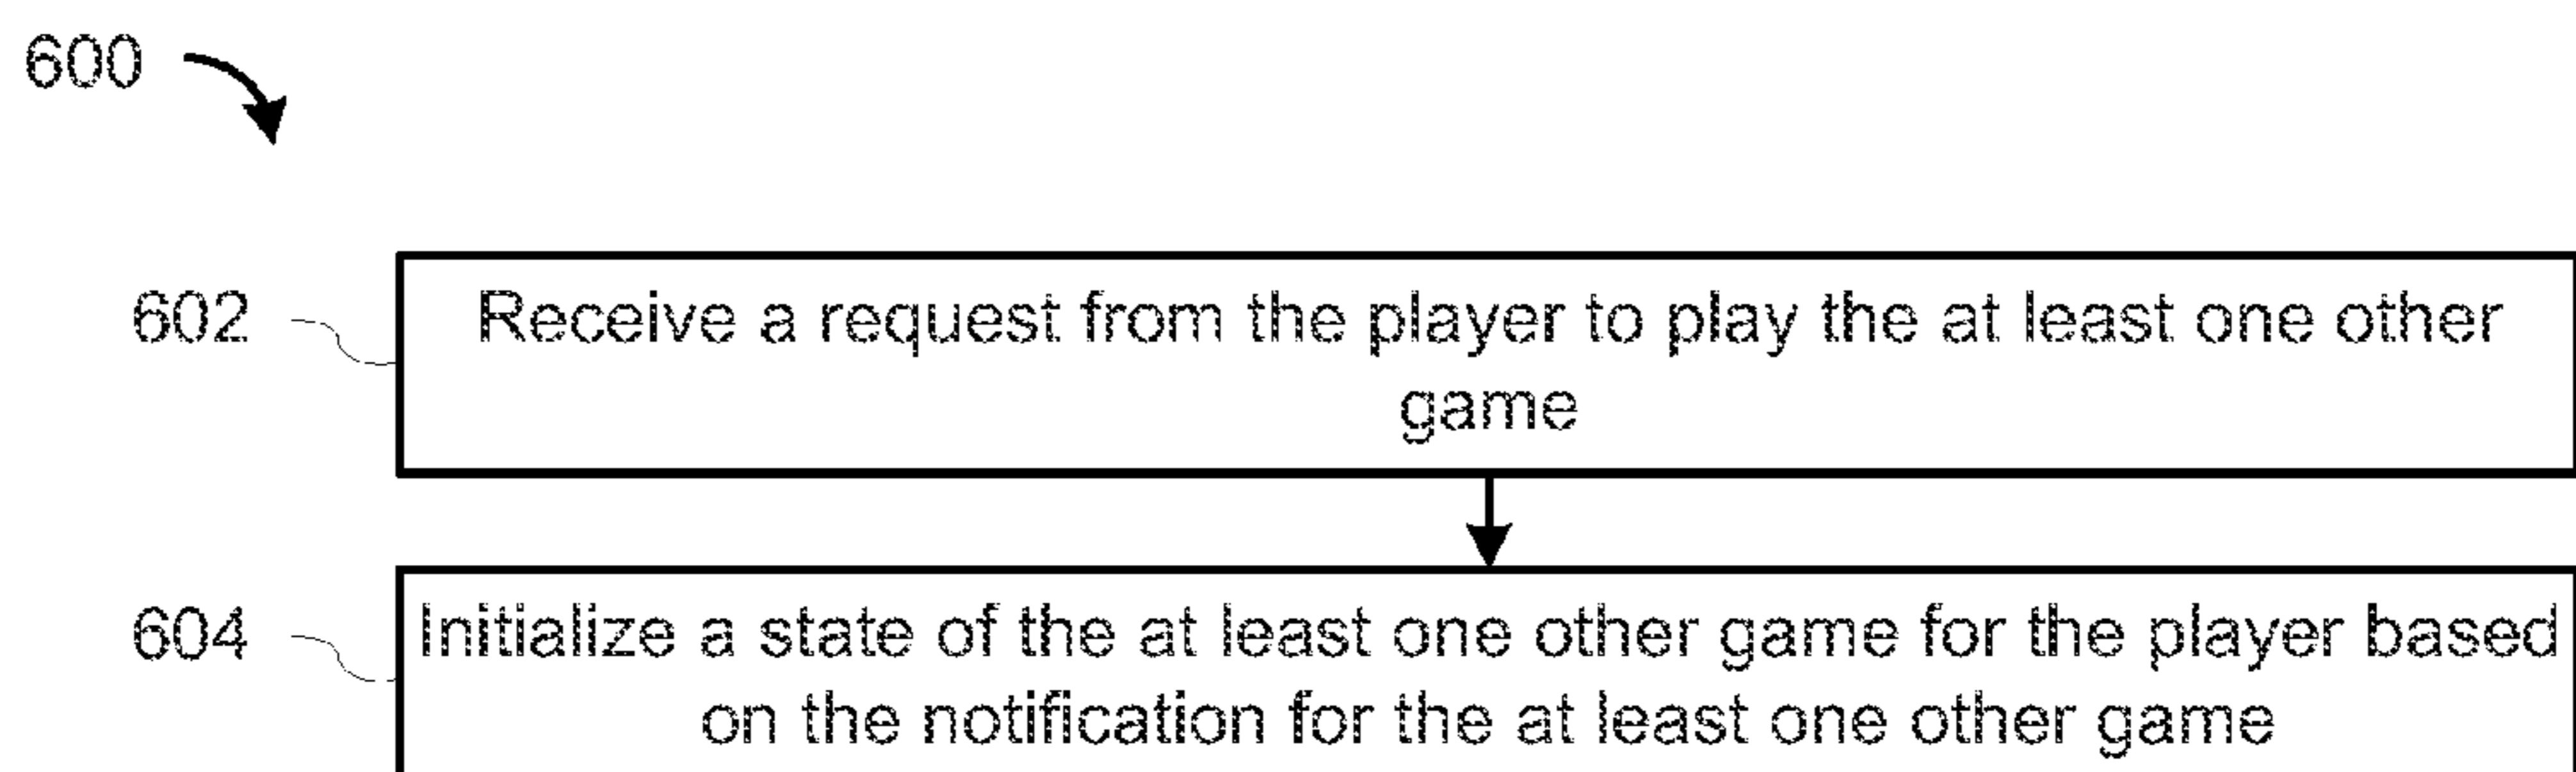 600
602
Receive a request from the player to play the at least one other
game
604
Initialize a state of the at least one other game for the player based
on the notification for the at least one other game